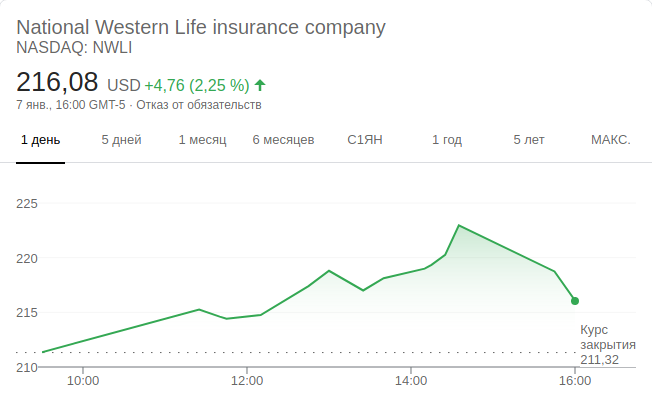 National Western Life insurance company
NASDAQ: NWLI
216,08 USD +4,76 (2,25 %)
7 янв., 16:00 GMT-5 · Отказ от обязательств
1 день 5 дней 1 месяц 6 месяцев С1ЯН 1 год 5 лет МАКС.
225
220
215
210
Курс
закрытия
211,32
10:00 12:00 14:00 16:00